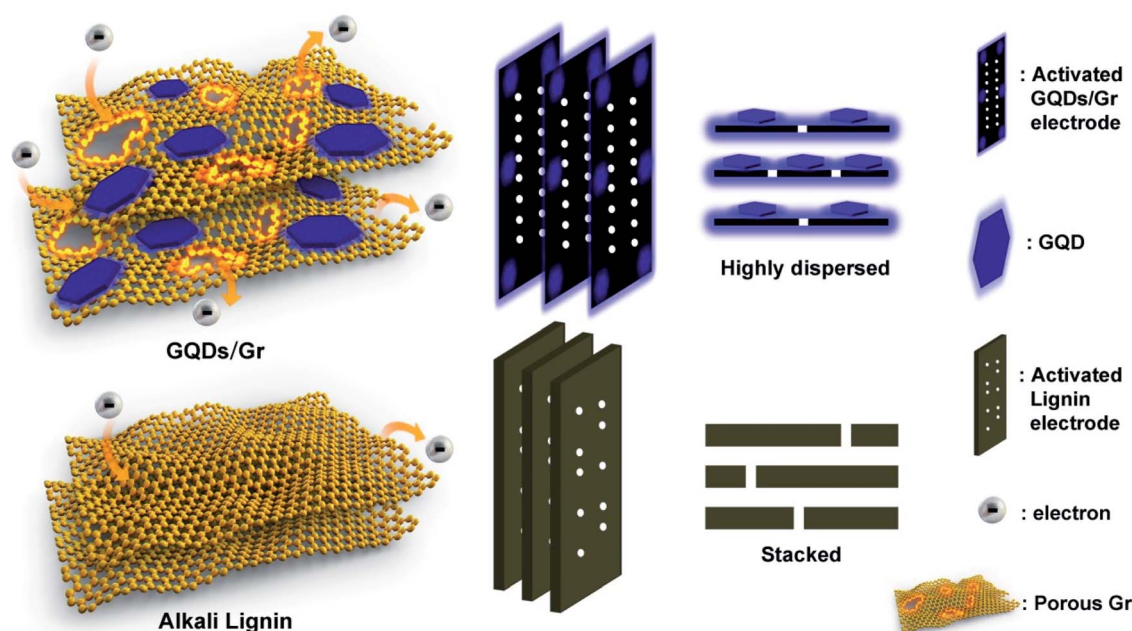 GQDs/Gr
Alkali Lignin
Highly dispersed
Stacked
: Activated
GQDs/Gr
electrode
: GQD
: Activated
Lignin
electrode
: electron
: Porous Gr